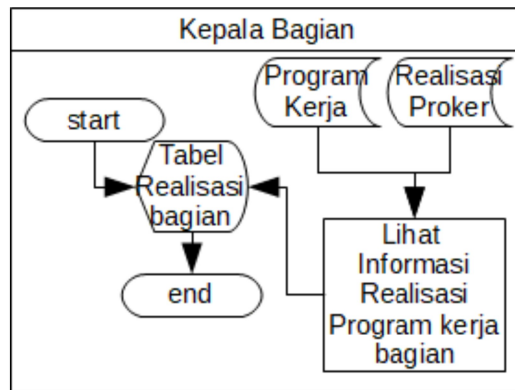 Kepala Bagian
Program
Kerja
Realisasi
Proker
start
Tabel
Realisasi
bagian
Lihat
Informasi
Realisasi
Program kerja
bagian
end